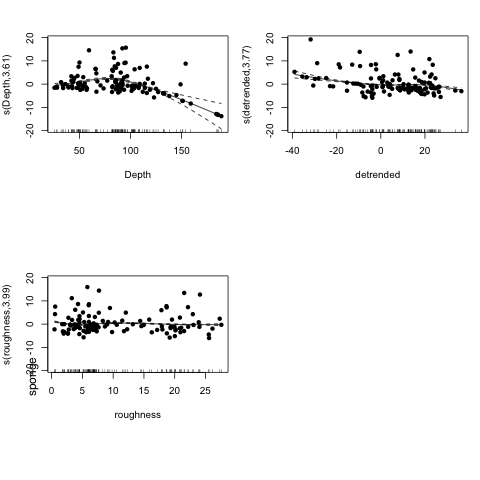 s(Depth,3.61)
20
10
0
-10
-20
50 100 150
Depth
s(detrended,3.77)
20
10
0
-10
-20
-40 -20 0 20
detrended
s(roughness,3.99)
20
10
0
-10
-20
sponge
0 5 10 15 20 25
roughness